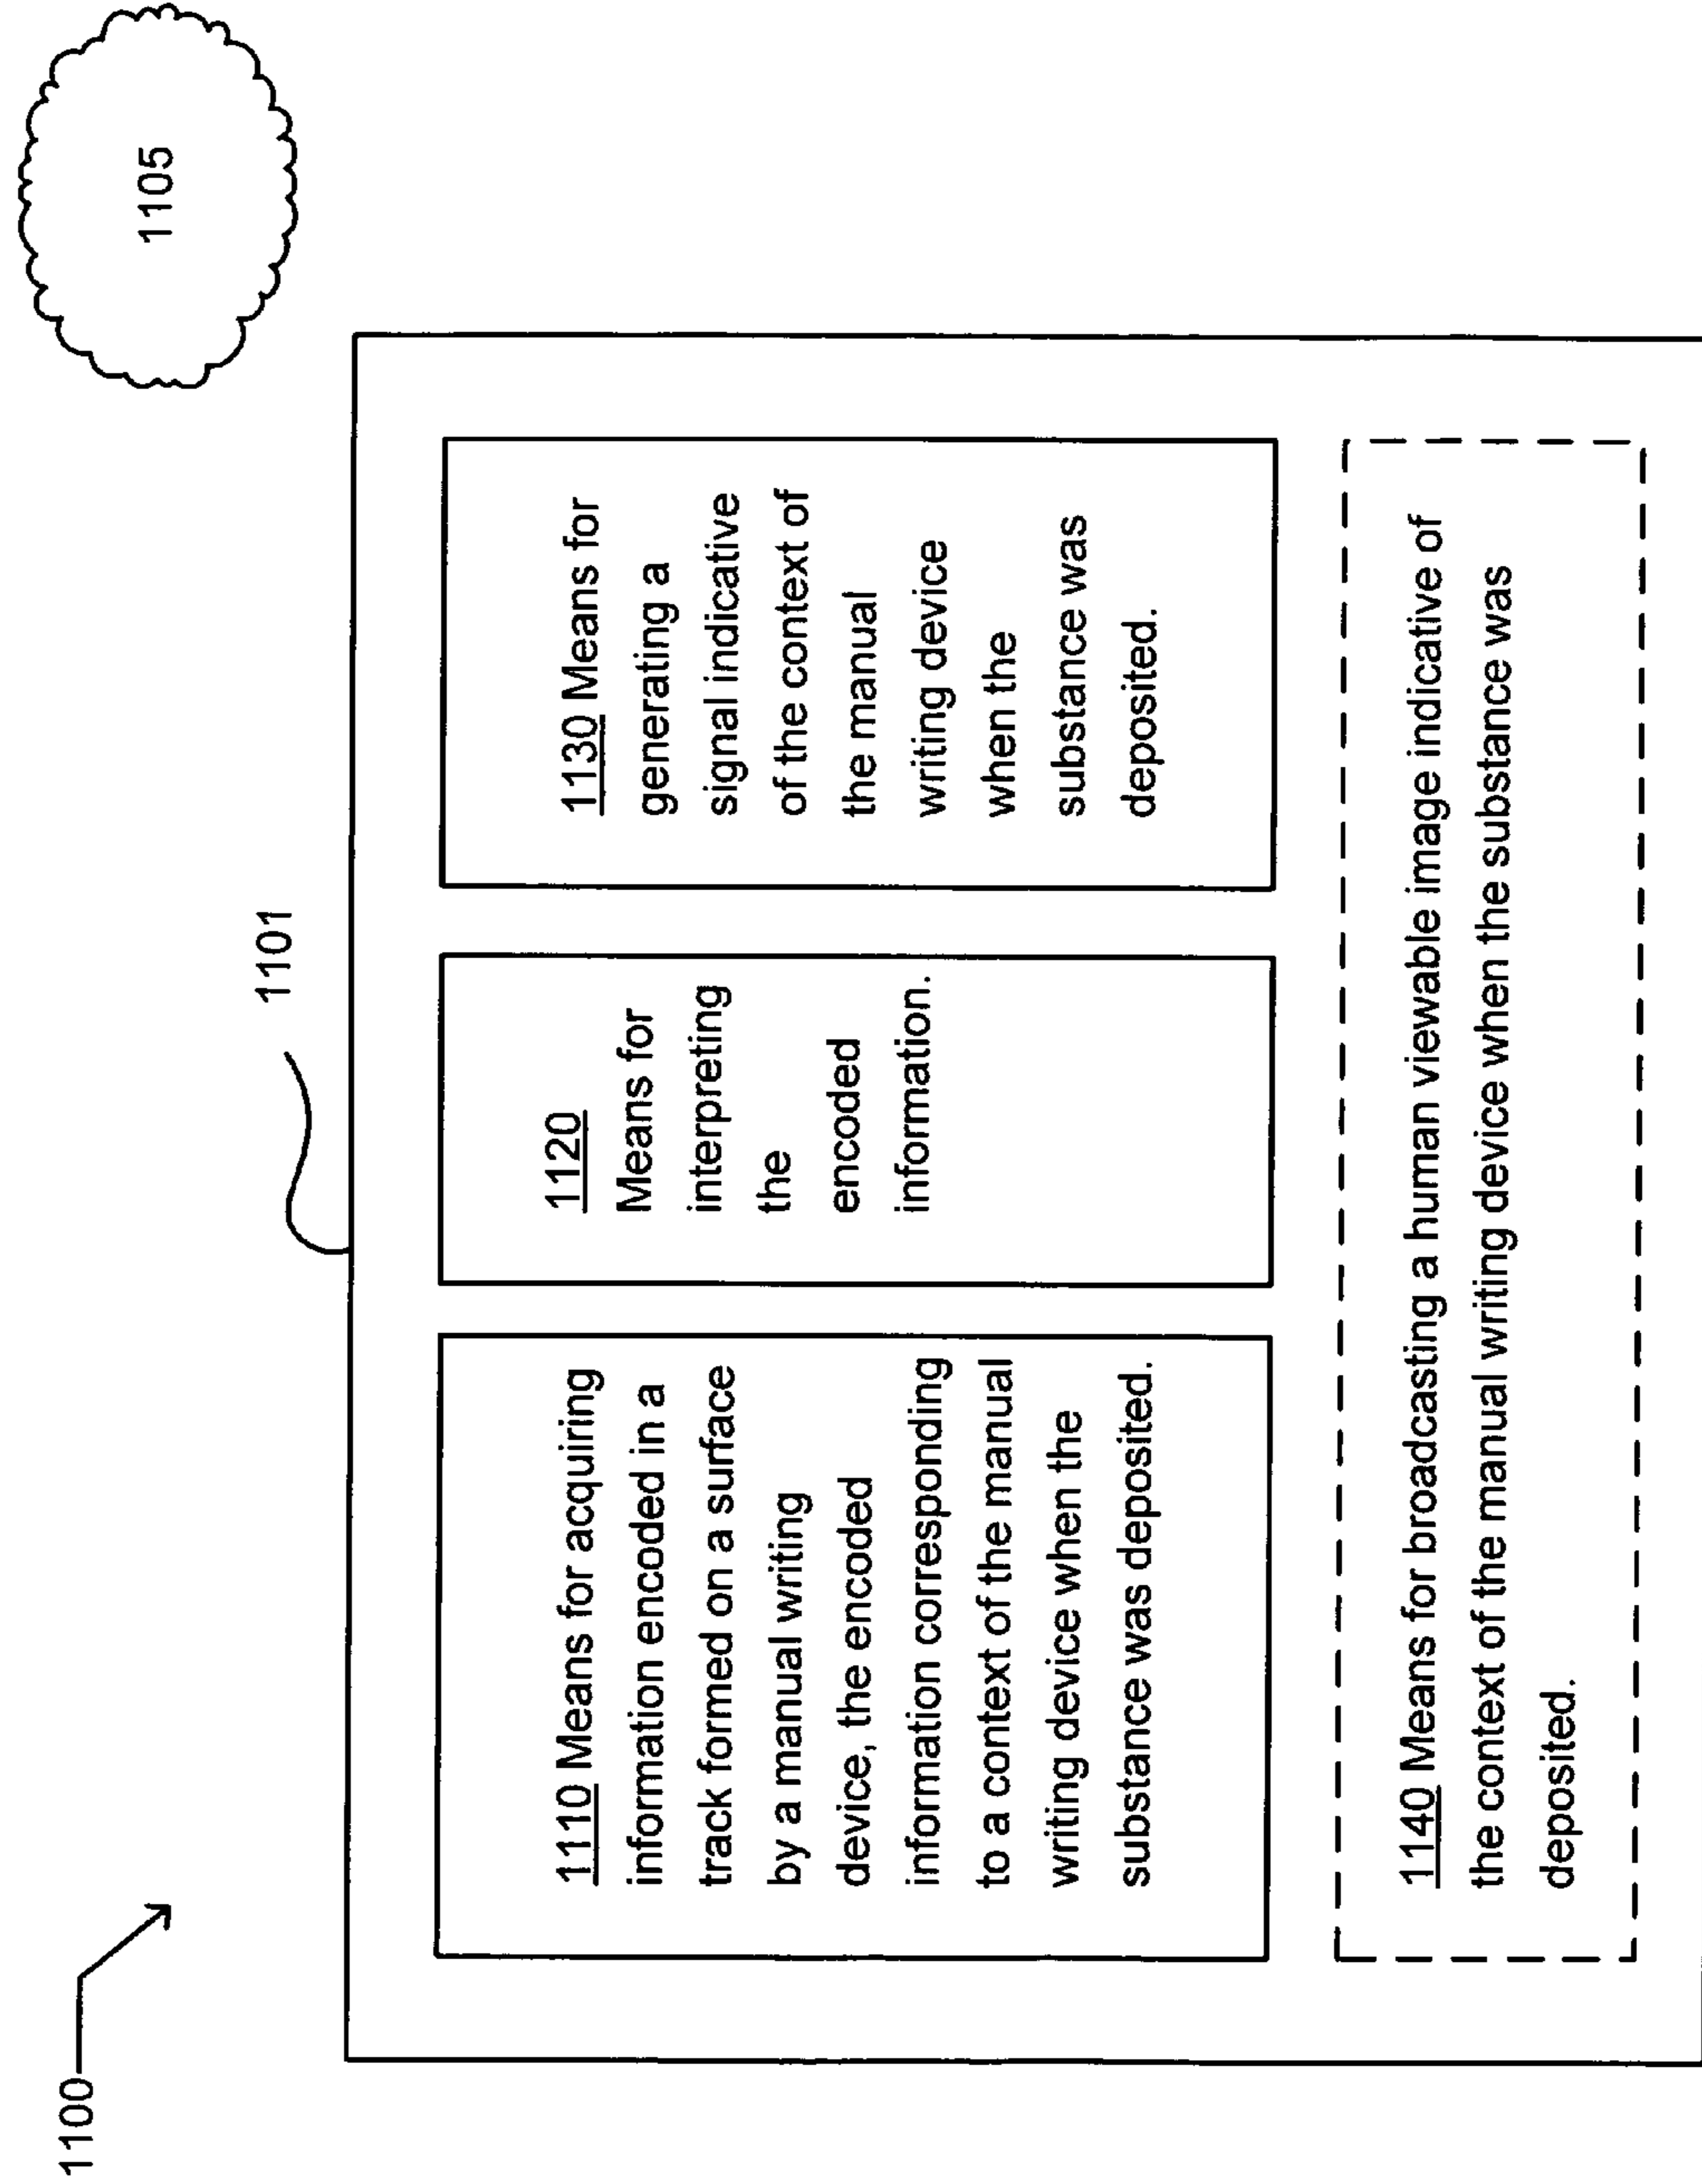 1100
1105
1101
1110 Means for acquiring
information encoded in a
track formed on a surface
by a manual writing
device, the encoded
information corresponding
to a context of the manual
writing device when the
substance was deposited.
1120
Means for
interpreting
the
encoded
information.
1130 Means for
generating a
signal indicative
of the context of
the manual
writing device
when the
substance was
deposited.
1140 Means for broadcasting a human viewable image indicative of
the context of the manual writing device when the substance was
deposited.